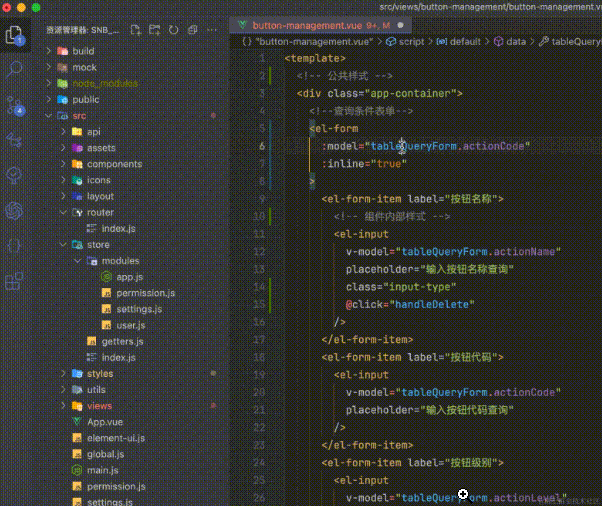 src/views/button-management/button-management.v
资源管理器: SNB_
button-management.vue 9+, M
{} "button-management.vue" > script > default > data > tableQuery
build
mock
node_modules
public
src
api
assets
components
icons
layout
router
index.js
store
modules
app.js
permission.js
settings.js
user.js
getters.js
index.js
styles
utils
views
App.vue
element-ui.js
global.js
main.js
permission.js
settings.js
1 <template>
2 <!-- 公共样式 -->
3 <div class="app-container">
4 <!--查询条件表单-->
5 <el-form
6 :model="tableQueryForm.actionCode"
7 :inline="true"
8 >
9 <el-form-item label="按钮名称">
10 <!-- 组件内部样式 -->
11 <el-input
12 v-model="tableQueryForm.actionName"
13 placeholder="输入按钮名称查询"
14 class="input-type"
15 @click="handleDelete"
16 />
17 </el-form-item>
18 <el-form-item label="按钮代码">
19 <el-input
20 v-model="tableQueryForm.actionCode"
21 placeholder="输入按钮代码查询"
22 />
23 </el-form-item>
24 <el-form-item label="按钮级别">
25 <el-input
26 v-model="tableQueryForm.actionLevel"